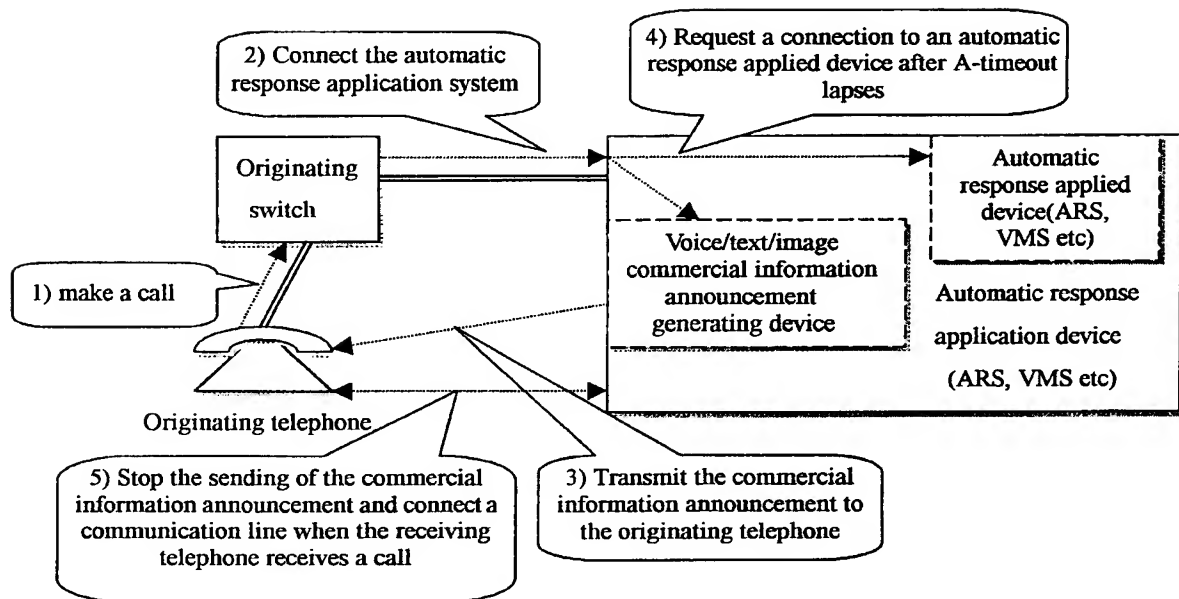 2) Connect the automatic
response application system
4) Request a connection to an automatic
response applied device after A-timeout
lapses
Originating
switch
Automatic
response applied
device(ARS,
VMS etc)
Voice/text/image
commercial information
announcement
generating device
1) make a call
Automatic response
application device
(ARS, VMS etc)
Originating telephone
5) Stop the sending of the commercial
information announcement and connect a
communication line when the receiving
telephone receives a call
3) Transmit the commercial
information announcement to
the originating telephone